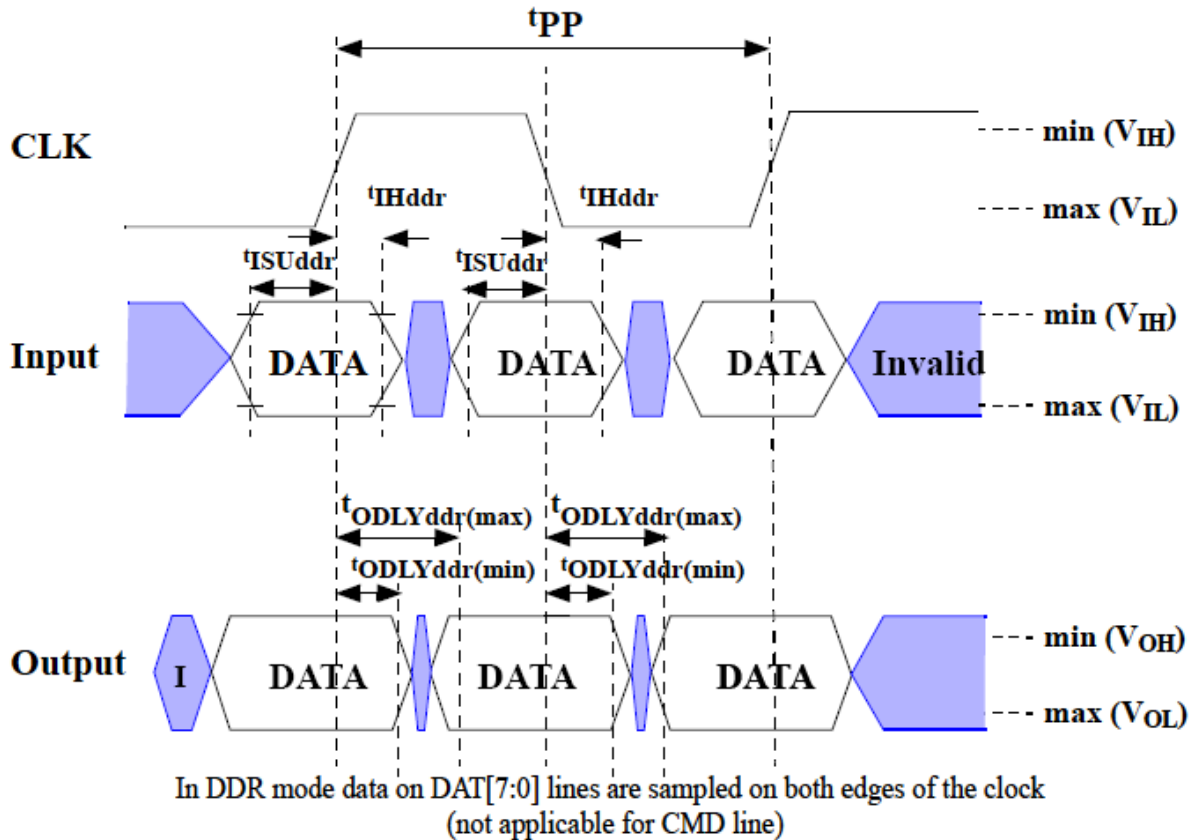 tPP
CLK
min (VIH)
max (VIL)
tIHddr
tIHddr
tISUddr
tISUddr
Input
DATA
DATA
DATA
Invalid
min (VIH)
max (VIL)
tODLYddr(max)
tODLYddr(max)
tODLYddr(min)
tODLYddr(min)
Output
I
DATA
DATA
DATA
min (VOH)
max (VOL)
In DDR mode data on DAT[7:0] lines are sampled on both edges of the clock
(not applicable for CMD line)